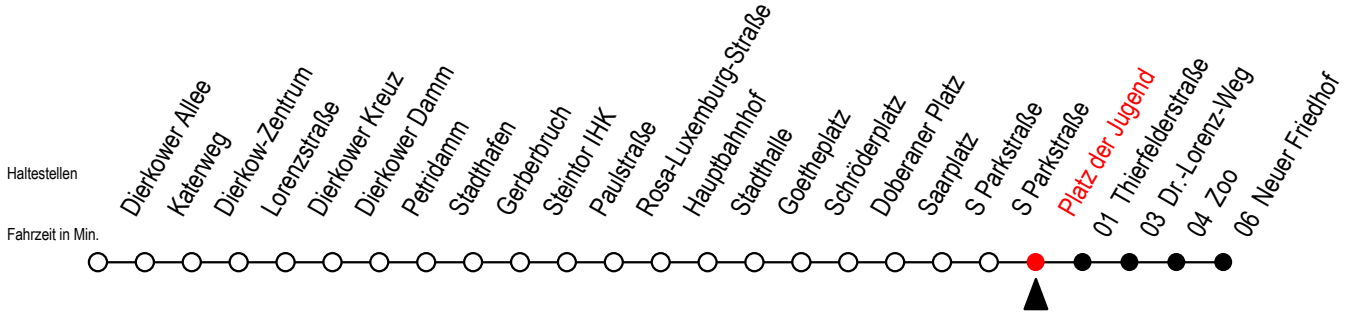 Haltestellen
Fahrzeit in Min.
Dierkower Allee
Katerweg
Dierkow-Zentrum
Lorenzstraße
Dierkower Kreuz
Dierkower Damm
Petridamm
Stadthafen
Gerberbruch
Steintor IHK
Paulstraße
Rosa-Luxemburg-Straße
Hauptbahnhof
Stadthalle
Goetheplatz
Schröderplatz
Doberaner Platz
Saarplatz
S Parkstraße
S Parkstraße
Platz der Jugend
01 Thierfelderstraße
03 Dr.-Lorenz-Weg
04 Zoo
06 Neuer Friedhof